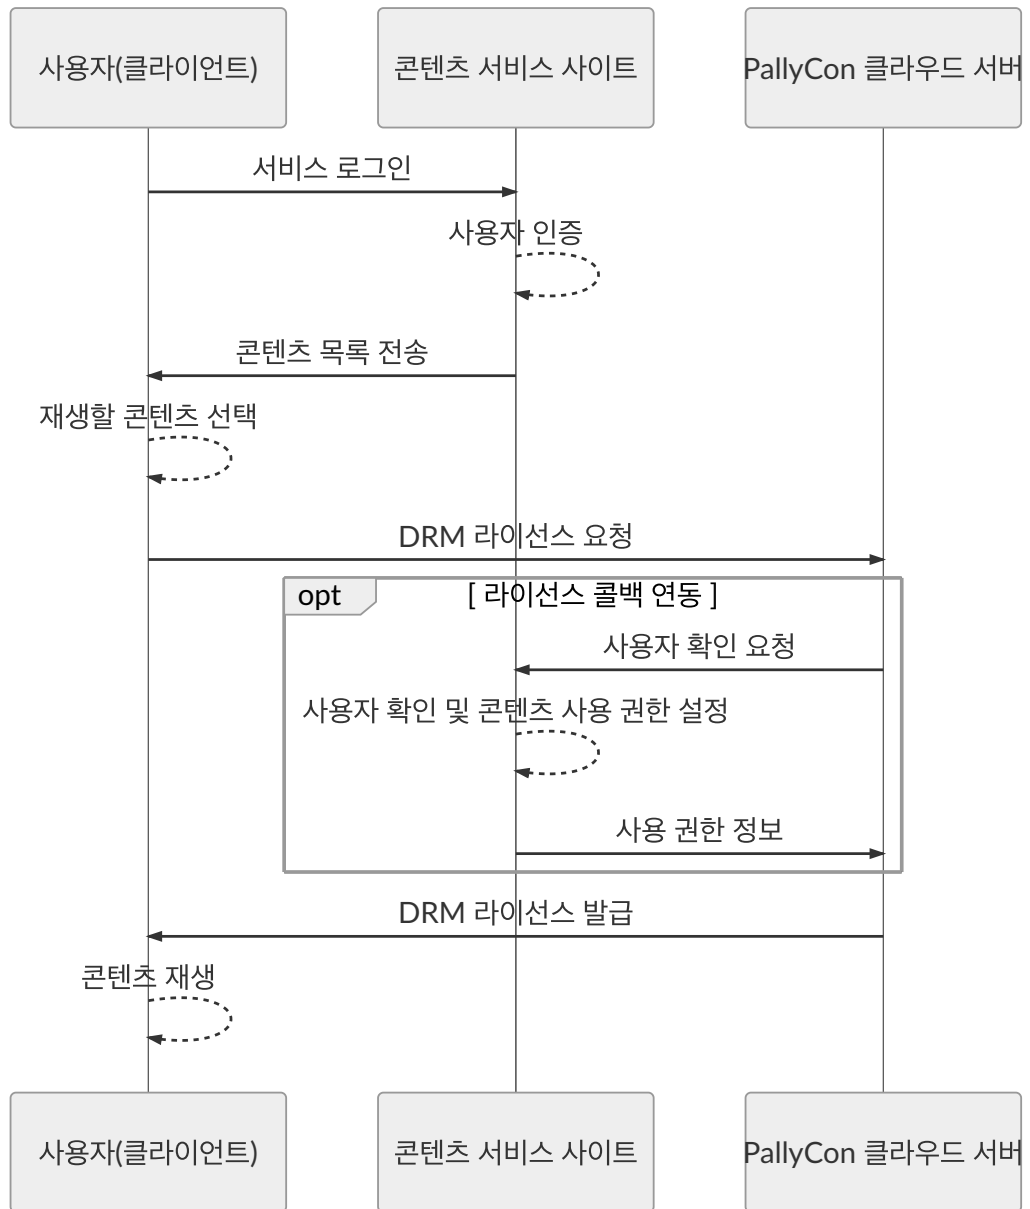 사용자(클라이언트)
콘텐츠 서비스 사이트
PallyCon 클라우드 서버
서비스 로그인
사용자 인증
콘텐츠 목록 전송
재생할 콘텐츠 선택
DRM 라이선스 요청
opt
[ 라이선스 콜백 연동 ]
사용자 확인 요청
사용자 확인 및 콘텐츠 사용 권한 설정
사용 권한 정보
DRM 라이선스 발급
콘텐츠 재생
사용자(클라이언트)
콘텐츠 서비스 사이트
PallyCon 클라우드 서버